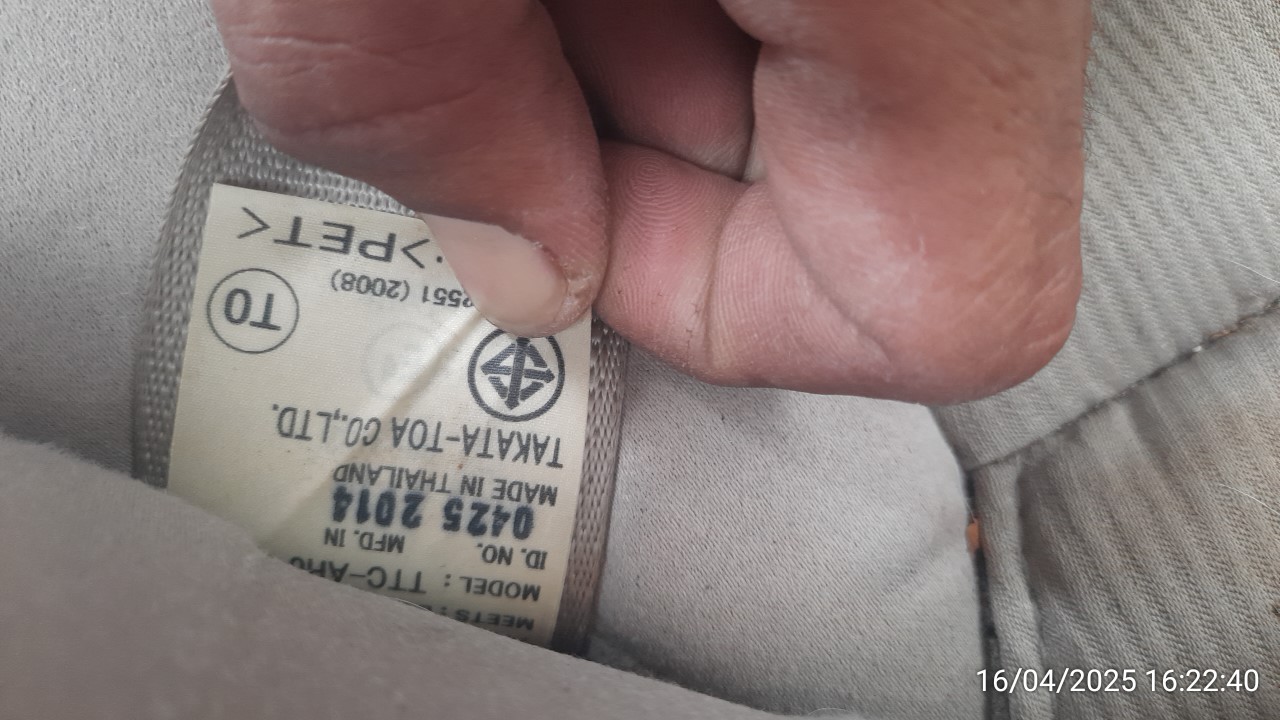 MEETS :
MODEL : TTC-AH
ID. NO. MFD. IN
0425 2014
MADE IN THAILAND
TAKATA-TOA CO.,LTD.
2551 (2008)
TO
>PET<
16/04/2025 16:22:40